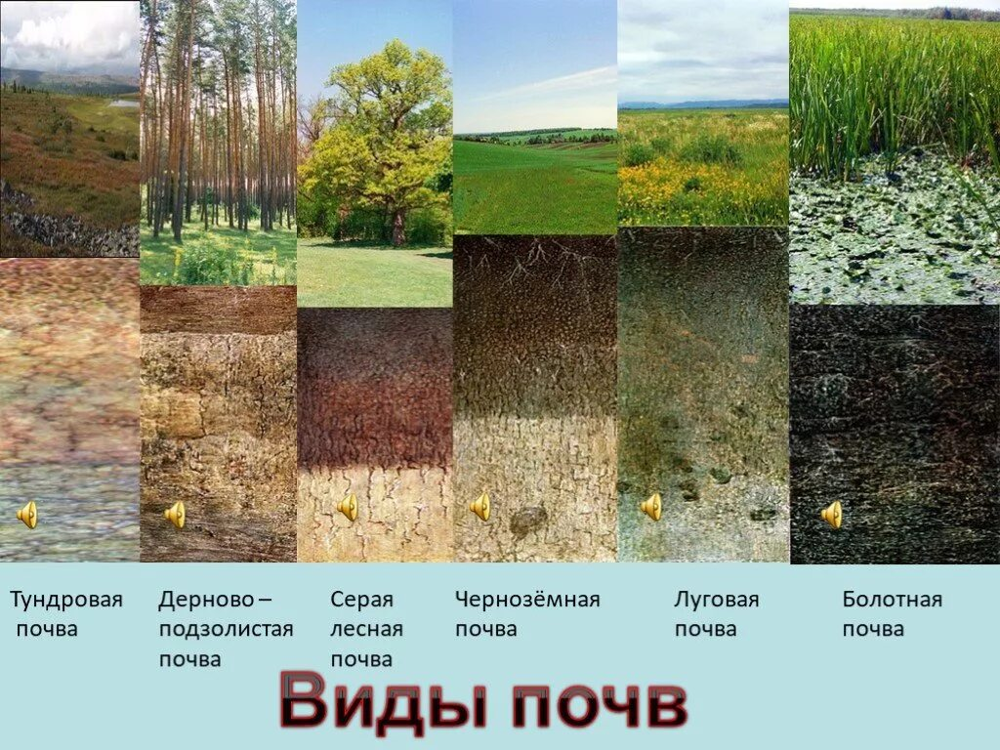 Тундровая
почва
Дерново –
подзолистая
почва
Серая
лесная
почва
Чернозёмная
почва
Луговая
почва
Болотная
почва
Виды почв